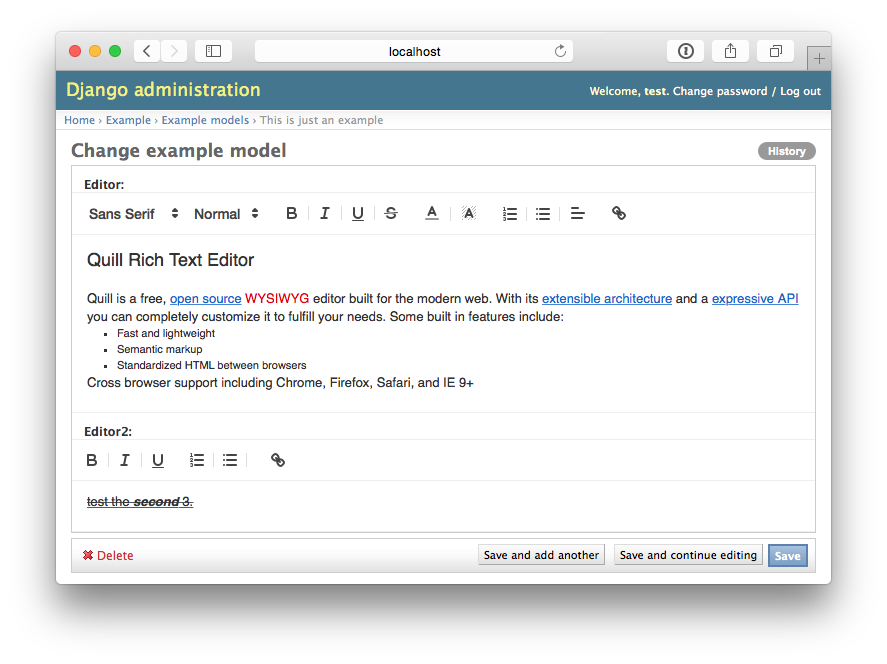 localhost
Django administration
Welcome, test. Change password / Log out
Home › Example › Example models › This is just an example
Change example model
History
Editor:
Sans Serif Normal B I U S A A
Quill Rich Text Editor
Quill is a free, open source WYSIWYG editor built for the modern web. With its extensible architecture and a expressive API
you can completely customize it to fulfill your needs. Some built in features include:
Fast and lightweight
Semantic markup
Standardized HTML between browsers
Cross browser support including Chrome, Firefox, Safari, and IE 9+
Editor2:
B I U
test the second 3.
Delete
Save and add another Save and continue editing Save